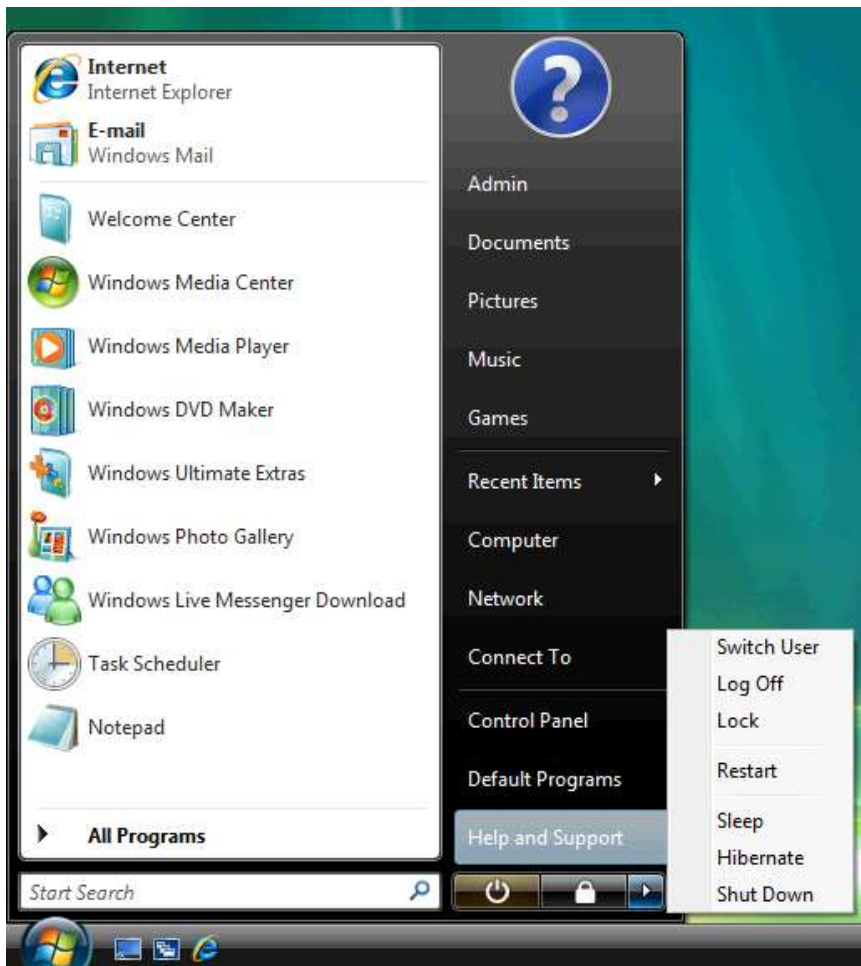 Internet
Internet Explorer
E-mail
Windows Mail
Welcome Center
Windows Media Center
Windows Media Player
Windows DVD Maker
Windows Ultimate Extras
Windows Photo Gallery
Windows Live Messenger Download
Task Scheduler
Notepad
All Programs
Start Search
?
Admin
Documents
Pictures
Music
Games
Recent Items
Computer
Network
Connect To
Control Panel
Default Programs
Help and Support
Switch User
Log Off
Lock
Restart
Sleep
Hibernate
Shut Down